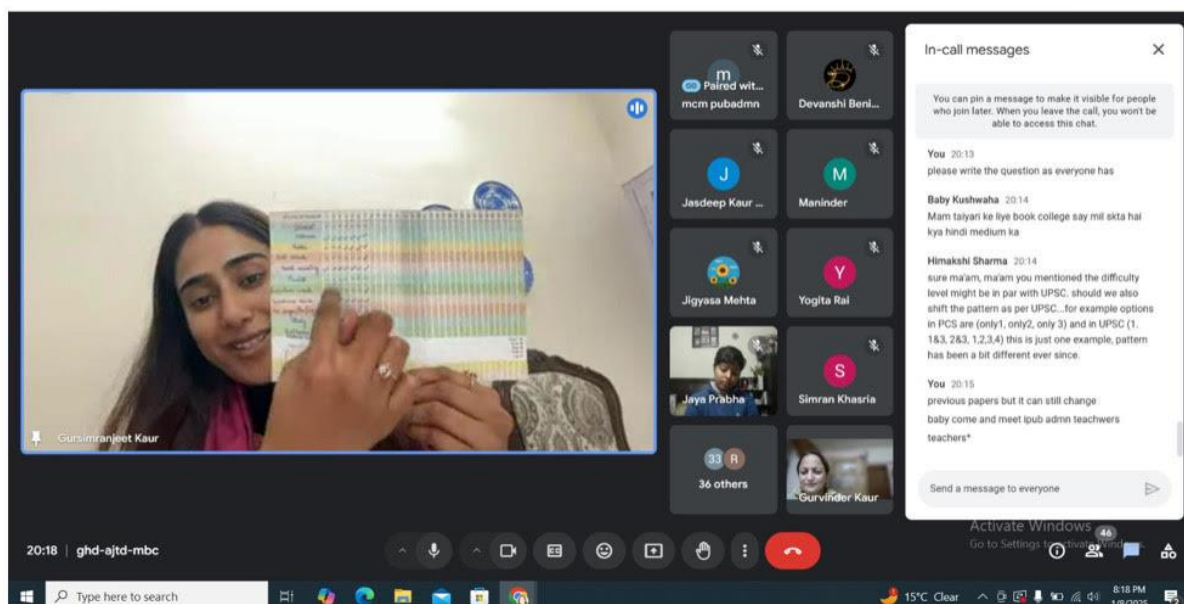 In-call messages
You can pin a message to make it visible for people
who join later. When you leave the call, you won't be
able to access this chat.
You 20:13
please write the question as everyone has
Baby Kushwaha 20:14
Mam taiyari ke liye book college say mil skta hai
kya hindi medium ka
Himakshi Sharma 20:14
sure ma'am, ma'am you mentioned the difficulty
level might be in par with UPSC. should we also
shift the pattern as per UPSC...for example options
in PCS are (only1, only2, only 3) and in UPSC (1.
1&3, 2&3, 1,2,3,4) this is just one example, pattern
has been a bit different ever since.
You 20:15
previous papers but it can still change
baby come and meet ipub admn teachwers
teachers*
Send a message to everyone
m
Paired wit...
mcm pubadmn
Devanshi Beni...
J
Jasdeep Kaur ...
M
Maninder
Jigyasa Mehta
Y
Yogita Rai
Jaya Prabha
S
Simran Khasria
33 R
36 others
Gurvinder Kaur
Gursimranjeet Kaur
20:18 | ghd-ajtd-mbc
Activate Windows
Go to Settings to activate Windows.
46
Type here to search
15°C Clear
8:18 PM
1/8/2025